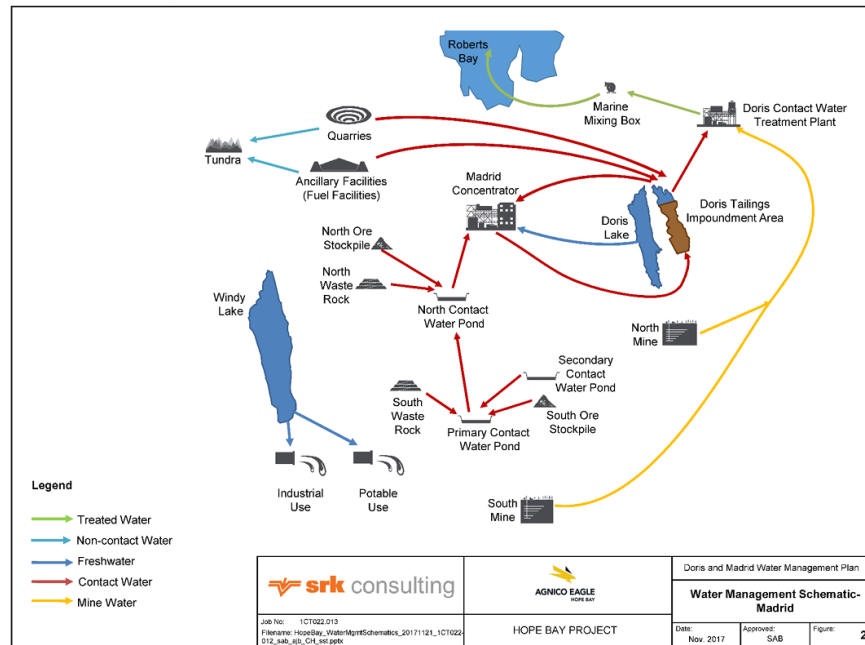 Roberts
Bay
Marine
Mixing Box
Doris Contact Water
Treatment Plant
Quarries
Tundra
Ancillary Facilities
(Fuel Facilities)
Madrid
Concentrator
Doris
Lake
Doris Tailings
Impoundment Area
North Ore
Stockpile
North
Waste
Rock
Windy
Lake
North Contact
Water Pond
North
Mine
Secondary
Contact
Water Pond
South
Waste
Rock
South Ore
Stockpile
Primary Contact
Water Pond
Industrial
Use
Potable
Use
South
Mine
Legend
Treated Water
Non-contact Water
Freshwater
Contact Water
Mine Water
srk consulting
Job No: 1CT022.013
Filename: HopeBay_WaterMgmtSchematics_20171121_1CT022-
012_sab_ajb_CH_sst.pptx
AGNICO EAGLE
HOPE BAY
HOPE BAY PROJECT
Doris and Madrid Water Management Plan
Water Management Schematic-
Madrid
Date:
Nov. 2017
Approved:
SAB
Figure:
2